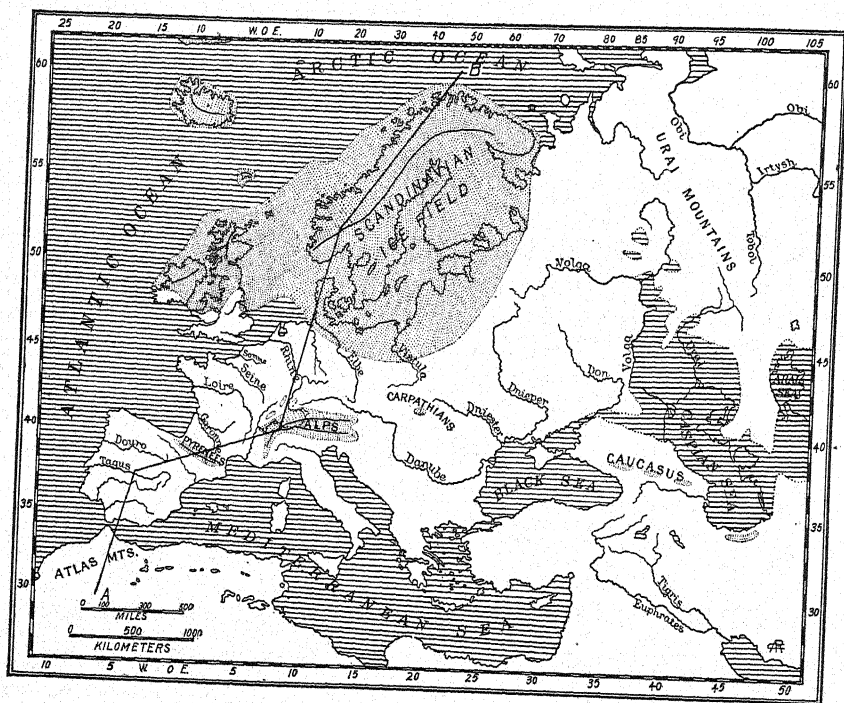 25 20 15 10 W. O E. 10 20 30 40 50 60 70 80 85 90 95 100 105
ARCTIC OCEAN
B
60
60
Obi
Obi
URAL MOUNTAINS
Irtysh
Tobol
55
55
ATLANTIC OCEAN
SCANDINAVIAN
ICE FIELD
50
50
Volga
45
45
Somme
Seine
Rhine
Elbe
Vistula
Loire
Don
Volga
Ural
ARAL
SEA
Dnieper
CARPATHIANS
Dniester
40
40
Garonne
ALPS
PYRENEES
Douro
Tagus
Danube
CAUCASUS
CASPIAN SEA
BLACK SEA
35
35
MEDITERRANEAN SEA
ATLAS MTS.
30
30
A
Tigris
Euphrates
0 100 300 500
MILES
0 500 1000
KILOMETERS
10 5 W. O E. 5 10 15 20 25 30 35 40 45 50